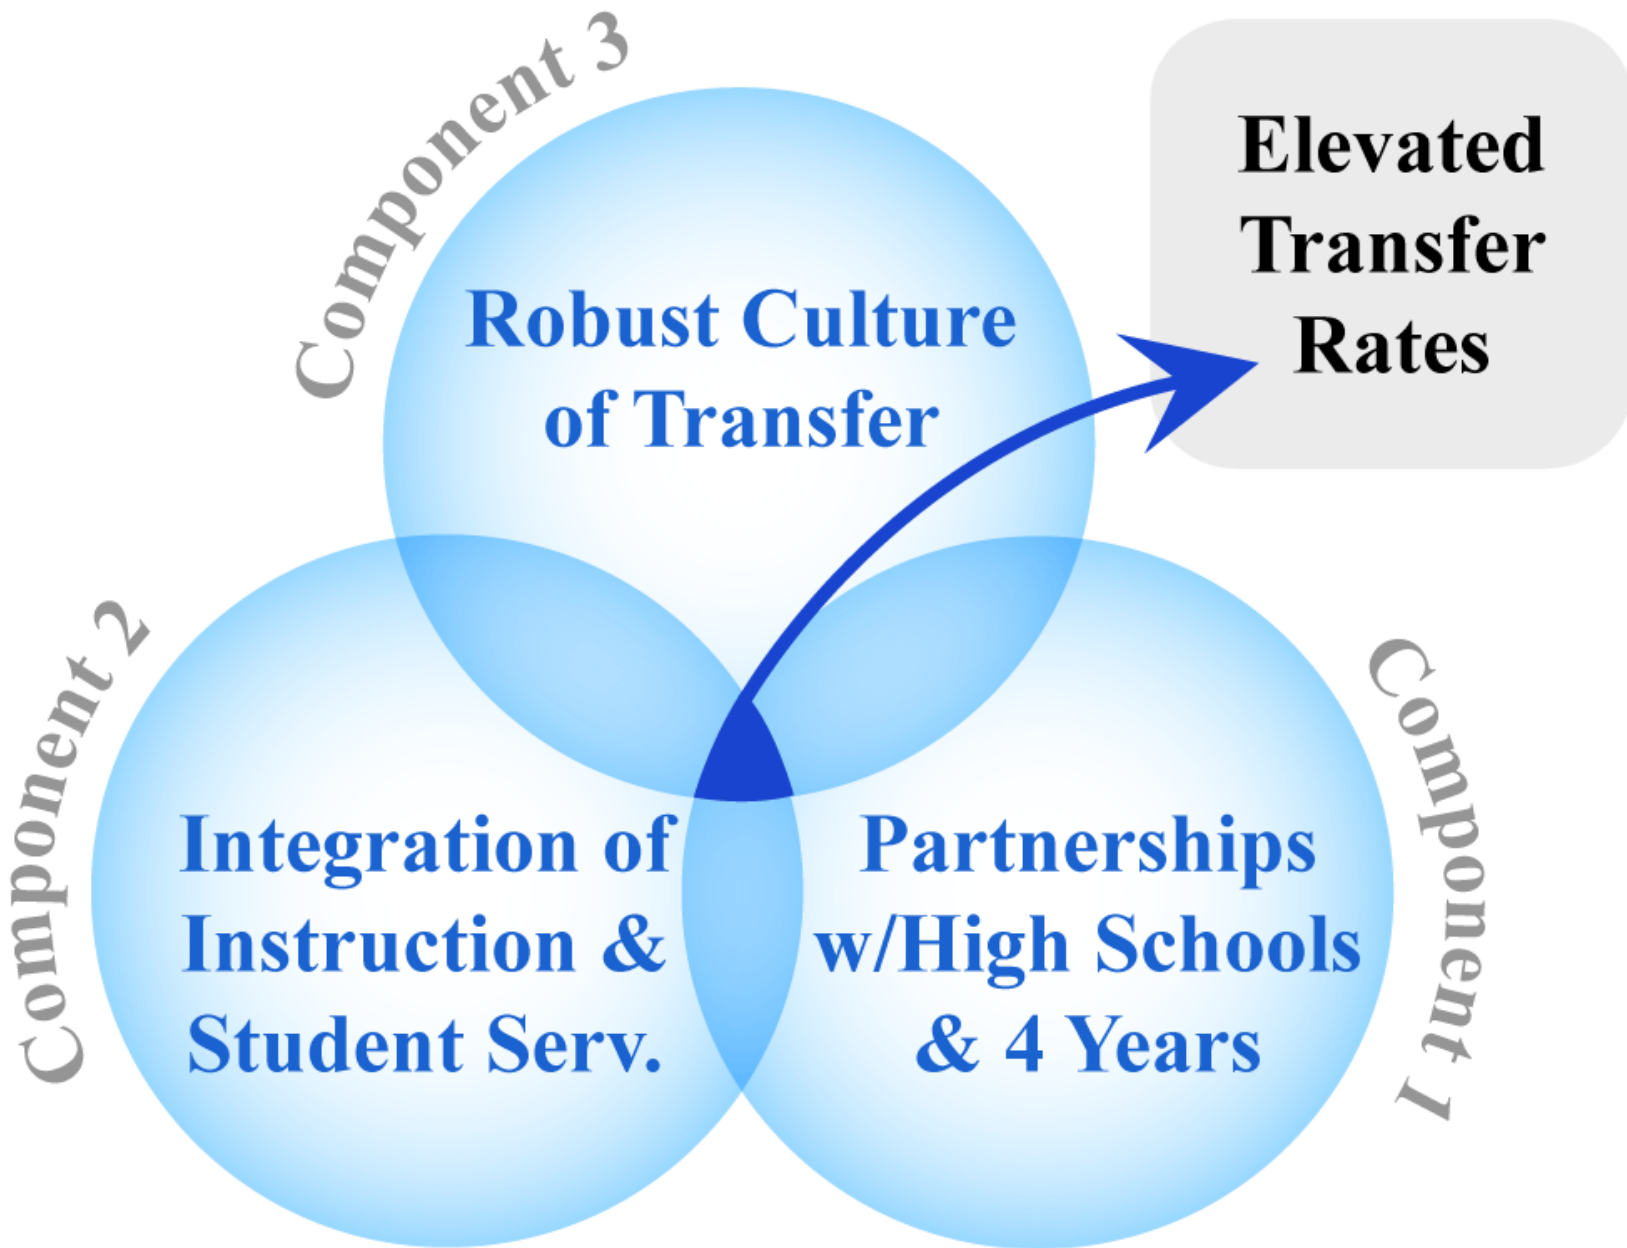 Component 3
Elevated
Transfer
Rates
Robust Culture
of Transfer
Component 2
Integration of
Instruction &
Student Serv.
Partnerships
w/High Schools
& 4 Years
Component 1